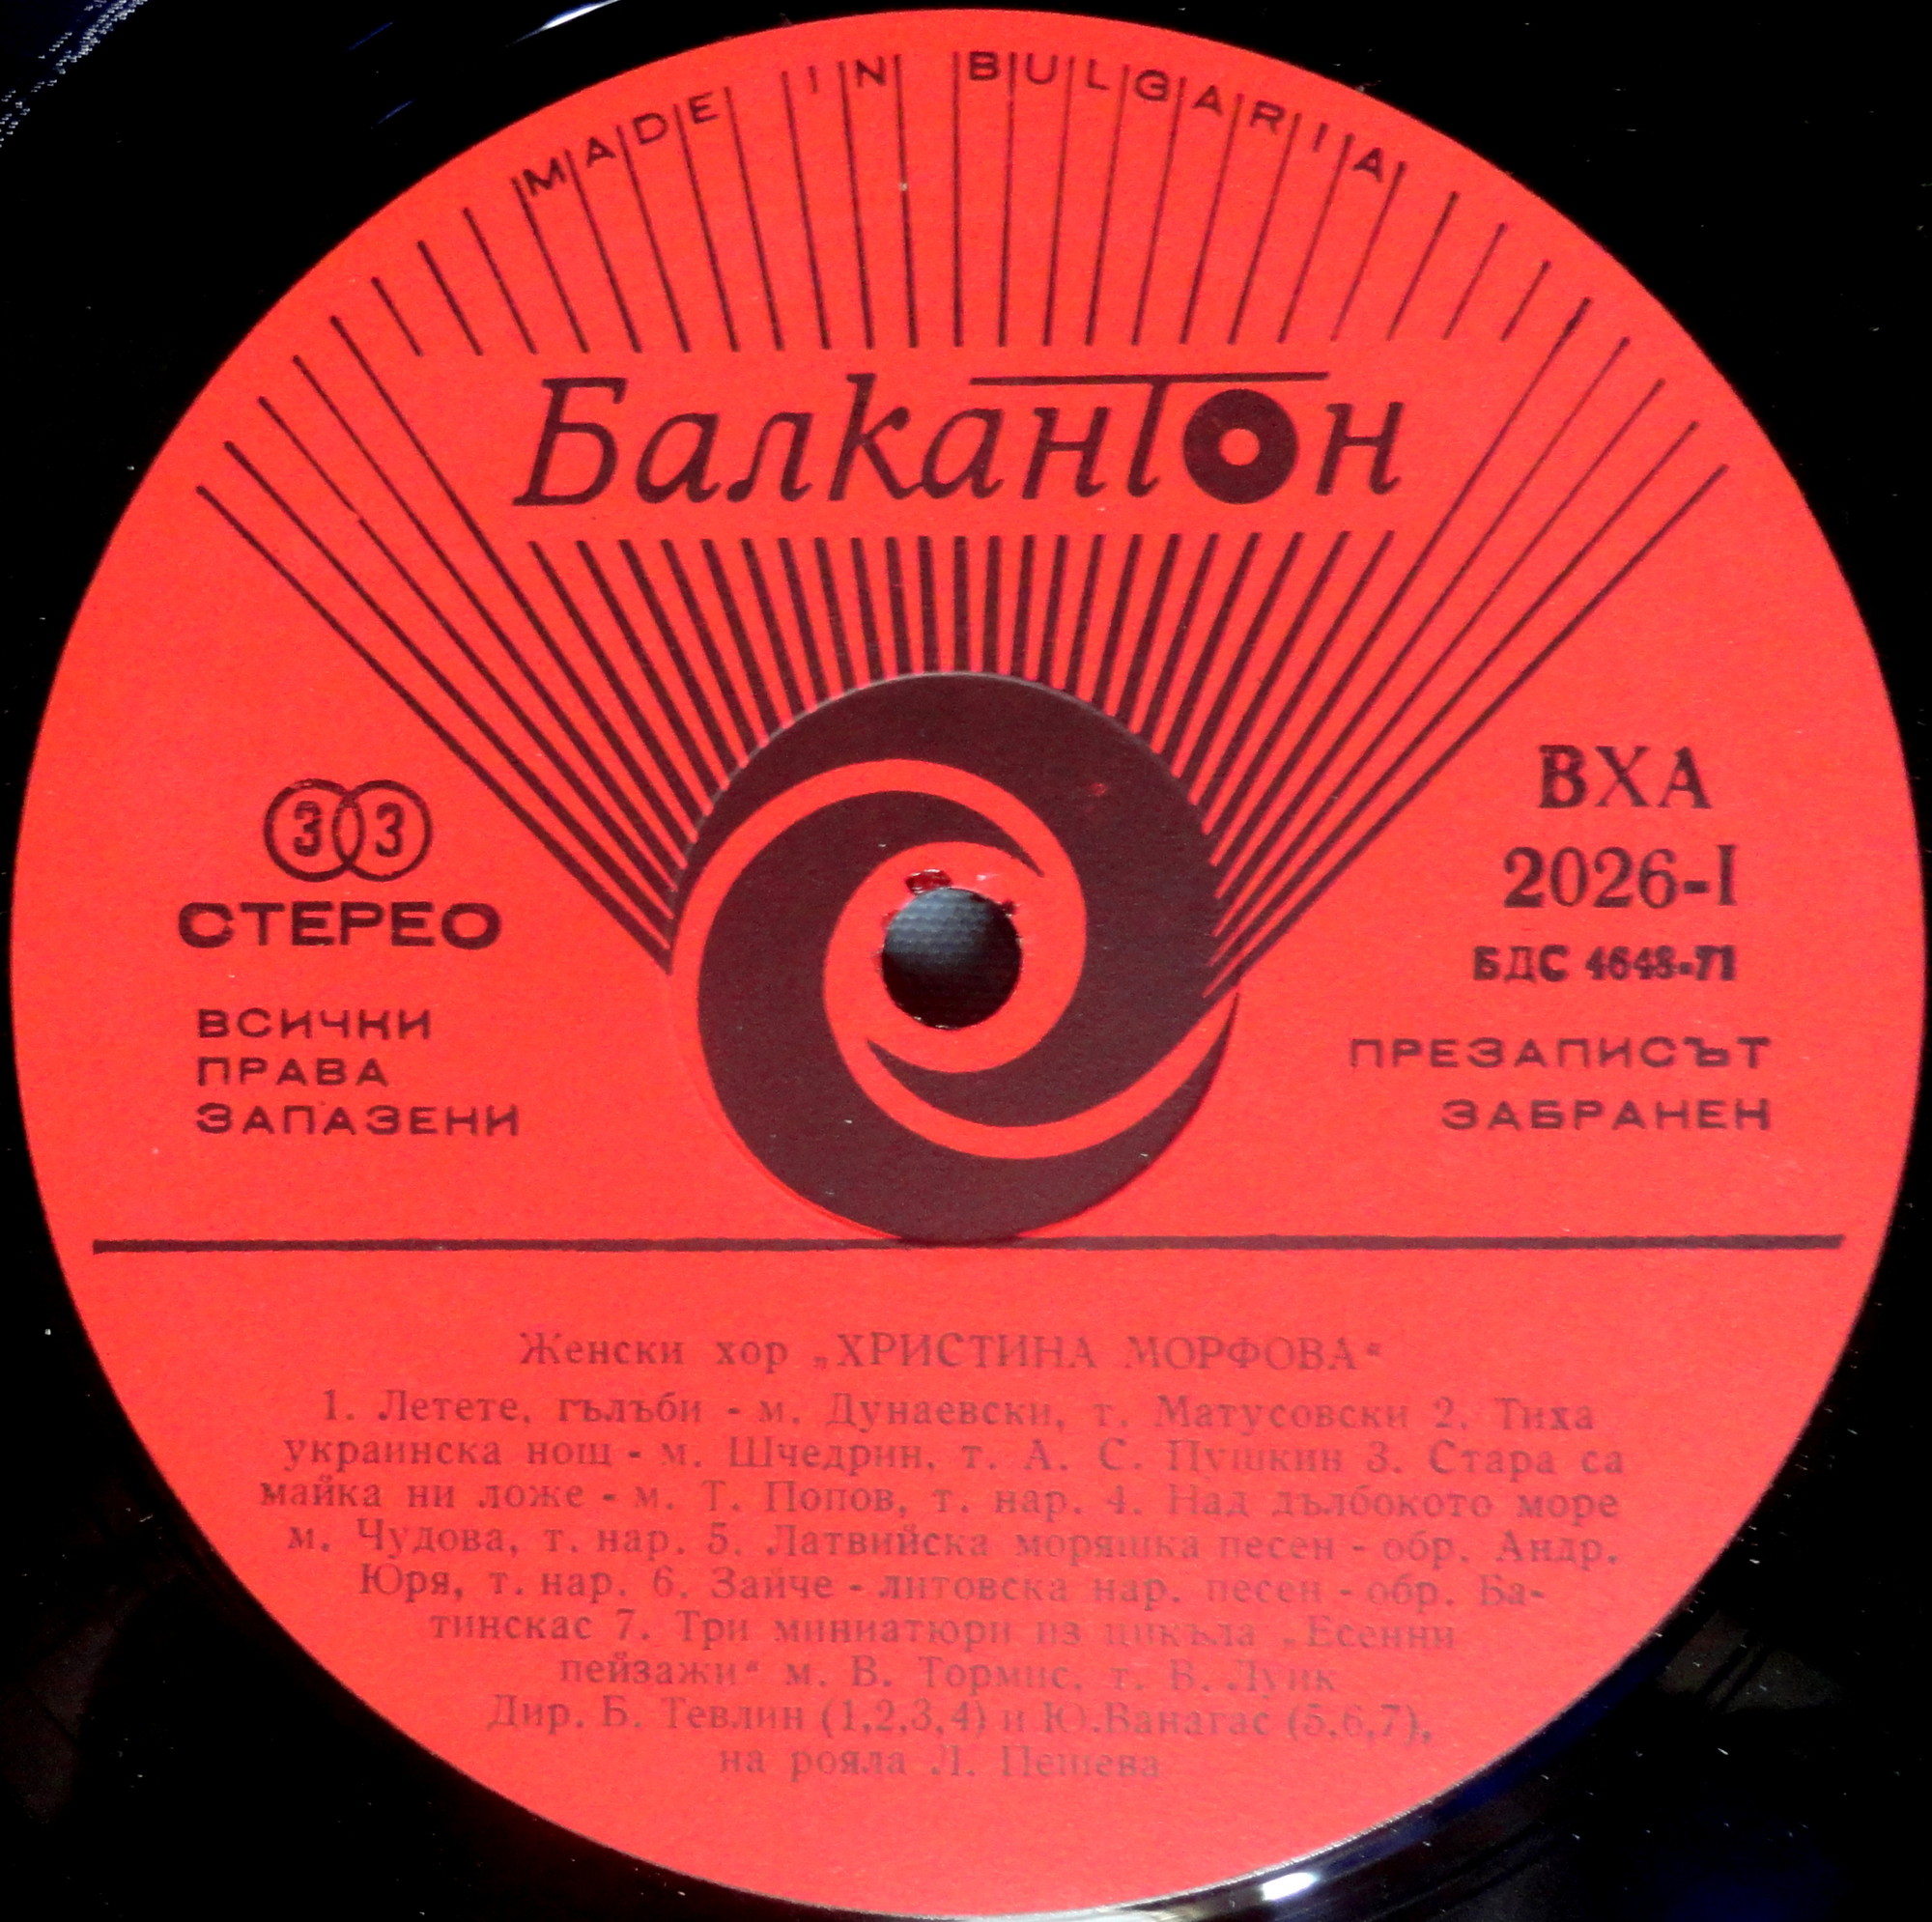 MADE IN BULGARIA
Балкантон
33
СТЕРЕО
ВСИЧКИ
ПРАВА
ЗАПАЗЕНИ
ВХА
2026-I
БДС 4648-71
ПРЕЗАПИСЪТ
ЗАБРАНЕН
Женски хор „ХРИСТИНА МОРФОВА“
1. Летете, гълъби - м. Дунаевски, т. Матусовски 2. Тиха
украинска нощ - м. Шчедрин, т. А. С. Пушкин 3. Стара са
майка ни ложе - м. Т. Попов, т. нар. 4. Над дълбокото море
м. Чудова, т. нар. 5. Латвийска моряшка песен - обр. Андр.
Юря, т. нар. 6. Зайче - литовска нар. песен - обр. Ба-
тинскас 7. Три миниатюри из цикъла „Есенни
пейзажи“ м. В. Тормис, т. В. Луик
Дир. Б. Тевлин (1,2,3,4) и Ю.Ванагас (5,6,7),
на рояла Л. Пешева